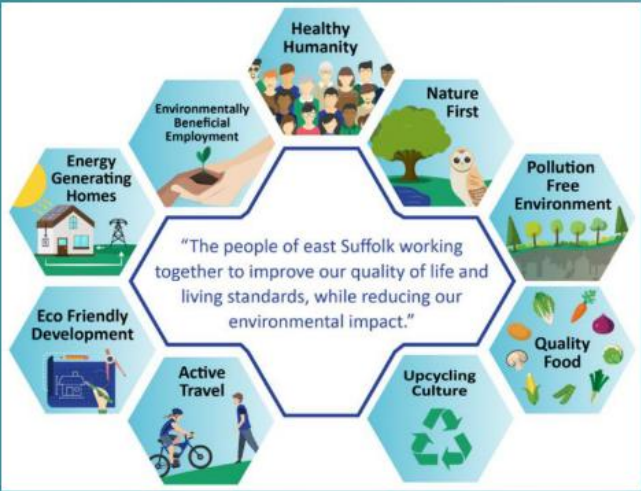 Healthy
Humanity
Environmentally
Beneficial
Employment
Nature
First
Energy
Generating
Homes
Pollution
Free
Environment
“The people of east Suffolk working
together to improve our quality of life and
living standards, while reducing our
environmental impact.”
Eco Friendly
Development
Quality
Food
Active
Travel
Upcycling
Culture